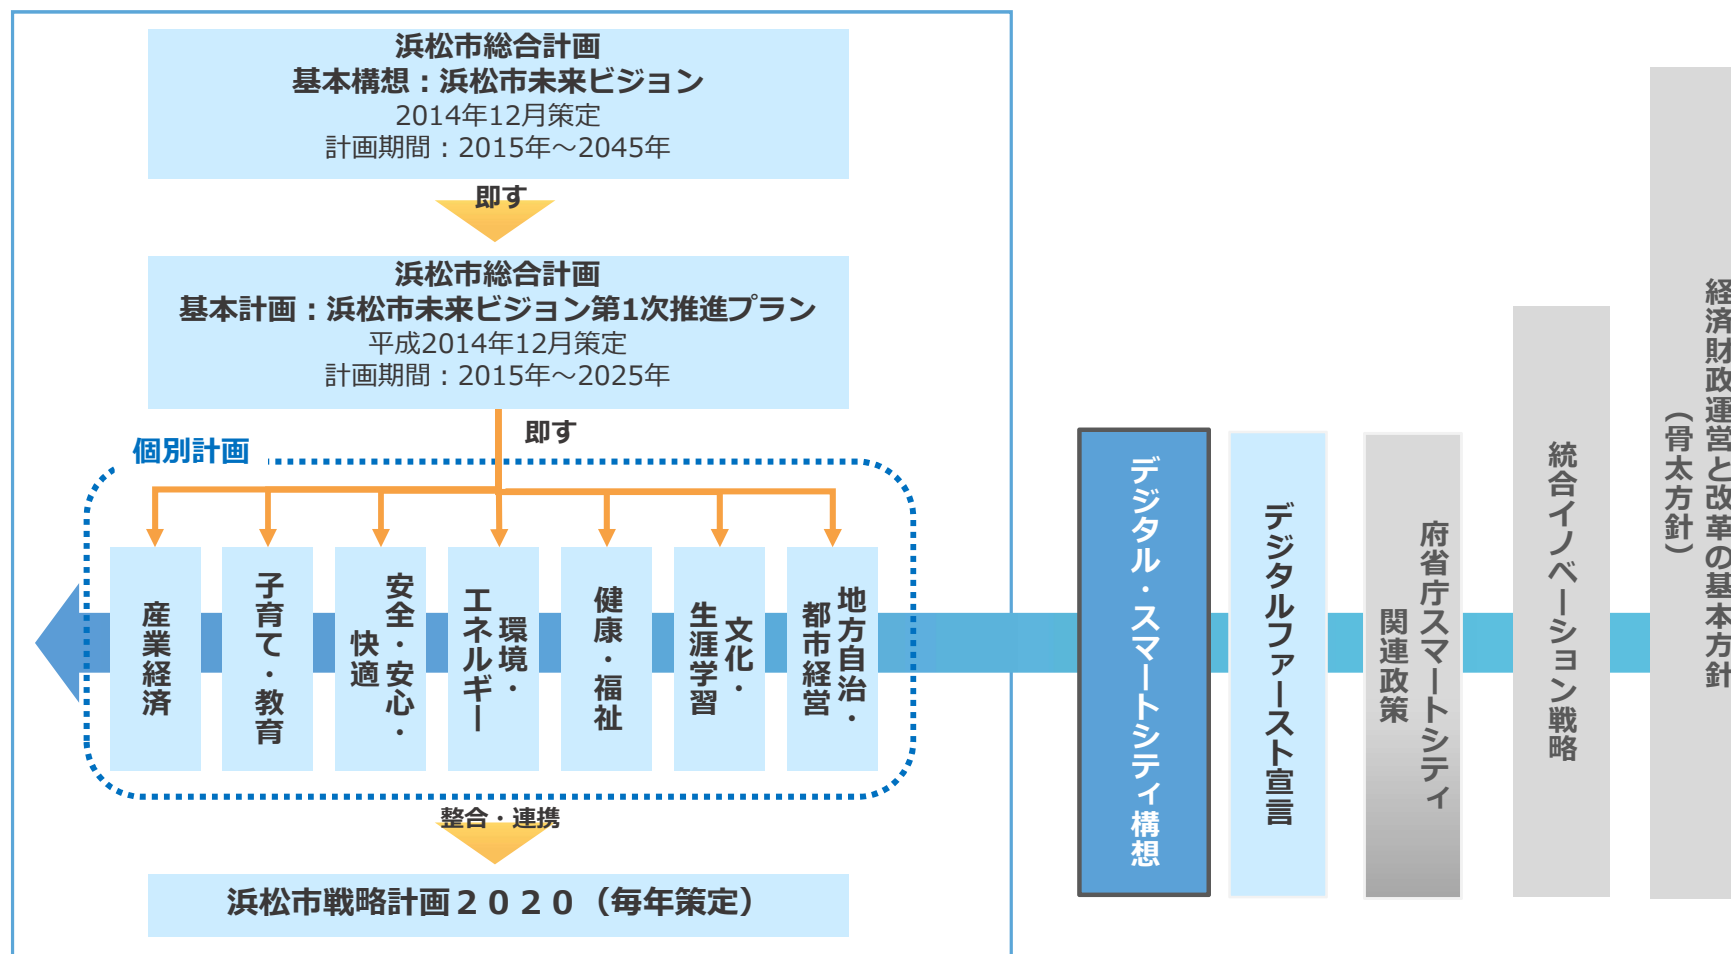 浜松市総合計画
基本構想：浜松市未来ビジョン
2014年12月策定
計画期間：2015年～2045年
即す
浜松市総合計画
基本計画：浜松市未来ビジョン第1次推進プラン
平成2014年12月策定
計画期間：2015年～2025年
即す
個別計画
産業経済
子育て・教育
安全・安心・
快適
環境・
エネルギー
健康・福祉
文化・
生涯学習
地方自治・
都市経営
整合・連携
浜松市戦略計画２０２０（毎年策定）
デジタル・スマートシティ構想
デジタルファースト宣言
府省庁スマートシティ
関連政策
統合イノベーション戦略
経済財政運営と改革の基本方針
（骨太方針）